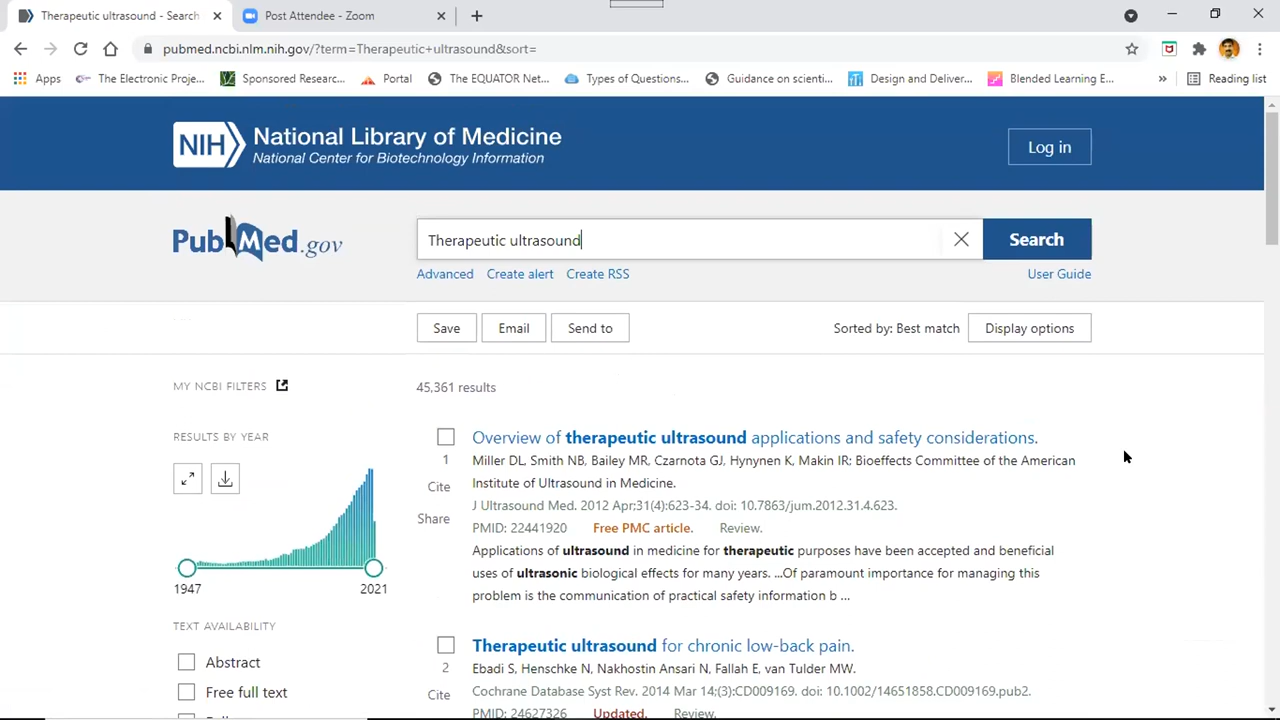 Therapeutic ultrasound - Search
Post Attendee - Zoom
pubmed.ncbi.nlm.nih.gov/?term=Therapeutic+ultrasound&sort=
Apps
The Electronic Proje...
Sponsored Researc...
Portal
The EQUATOR Net...
Types of Questions...
Guidance on scienti...
Design and Deliver...
Blended Learning E...
»
Reading list
NIH
National Library of Medicine
National Center for Biotechnology Information
Log in
PubMed.gov
Therapeutic ultrasound
Search
Advanced
Create alert
Create RSS
User Guide
Save
Email
Send to
Sorted by: Best match
Display options
MY NCBI FILTERS
45,361 results
RESULTS BY YEAR
1947
2021
TEXT AVAILABILITY
Abstract
Free full text
Overview of therapeutic ultrasound applications and safety considerations.
1
Miller DL, Smith NB, Bailey MR, Czarnota GJ, Hynynen K, Makin IR; Bioeffects Committee of the American
Cite
Institute of Ultrasound in Medicine.
J Ultrasound Med. 2012 Apr;31(4):623-34. doi: 10.7863/jum.2012.31.4.623.
Share
PMID: 22441920
Free PMC article.
Review.
Applications of ultrasound in medicine for therapeutic purposes have been accepted and beneficial
uses of ultrasonic biological effects for many years. ...Of paramount importance for managing this
problem is the communication of practical safety information b ...
Therapeutic ultrasound for chronic low-back pain.
2
Ebadi S, Henschke N, Nakhostin Ansari N, Fallah E, van Tulder MW.
Cite
Cochrane Database Syst Rev. 2014 Mar 14;(3):CD009169. doi: 10.1002/14651858.CD009169.pub2.
PMID: 24627326
Updated.
Review.